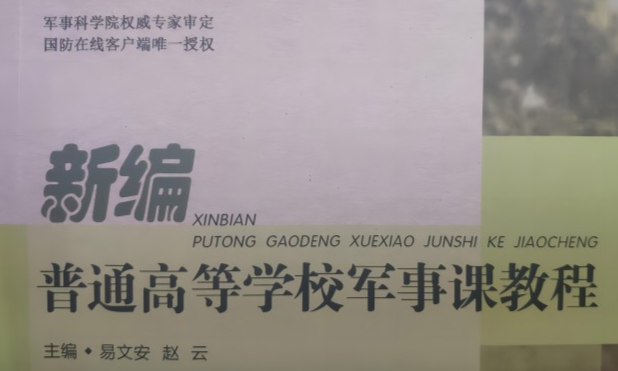 军事科学院权威专家审定
国防在线客户端唯一授权
新编
XINBIAN
PUTONG GAODENG XUEXIAO JUNSHI KE JIAOCHENG
普通高等学校军事课教程
主编◆易文安 赵 云